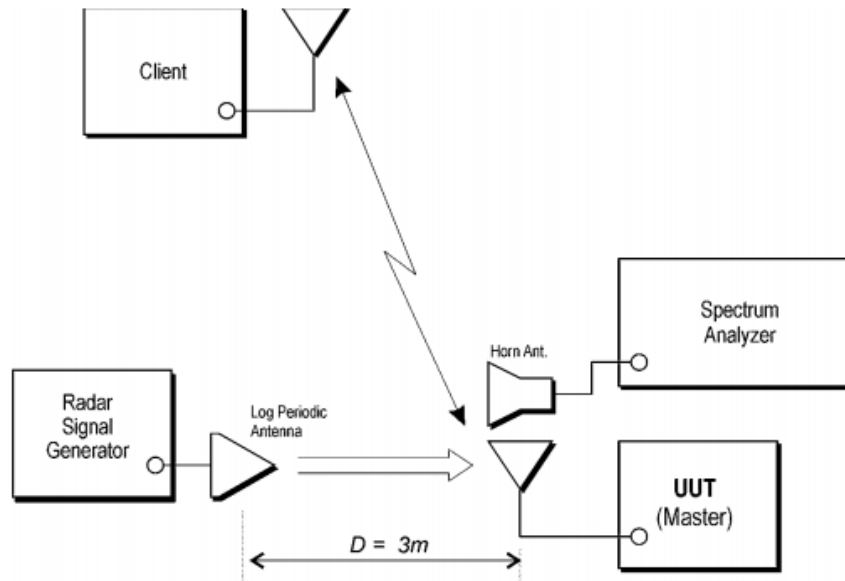 Client
Spectrum
Analyzer
Horn Ant.
Radar
Signal
Generator
Log Periodic
Antenna
UUT
(Master)
D = 3m